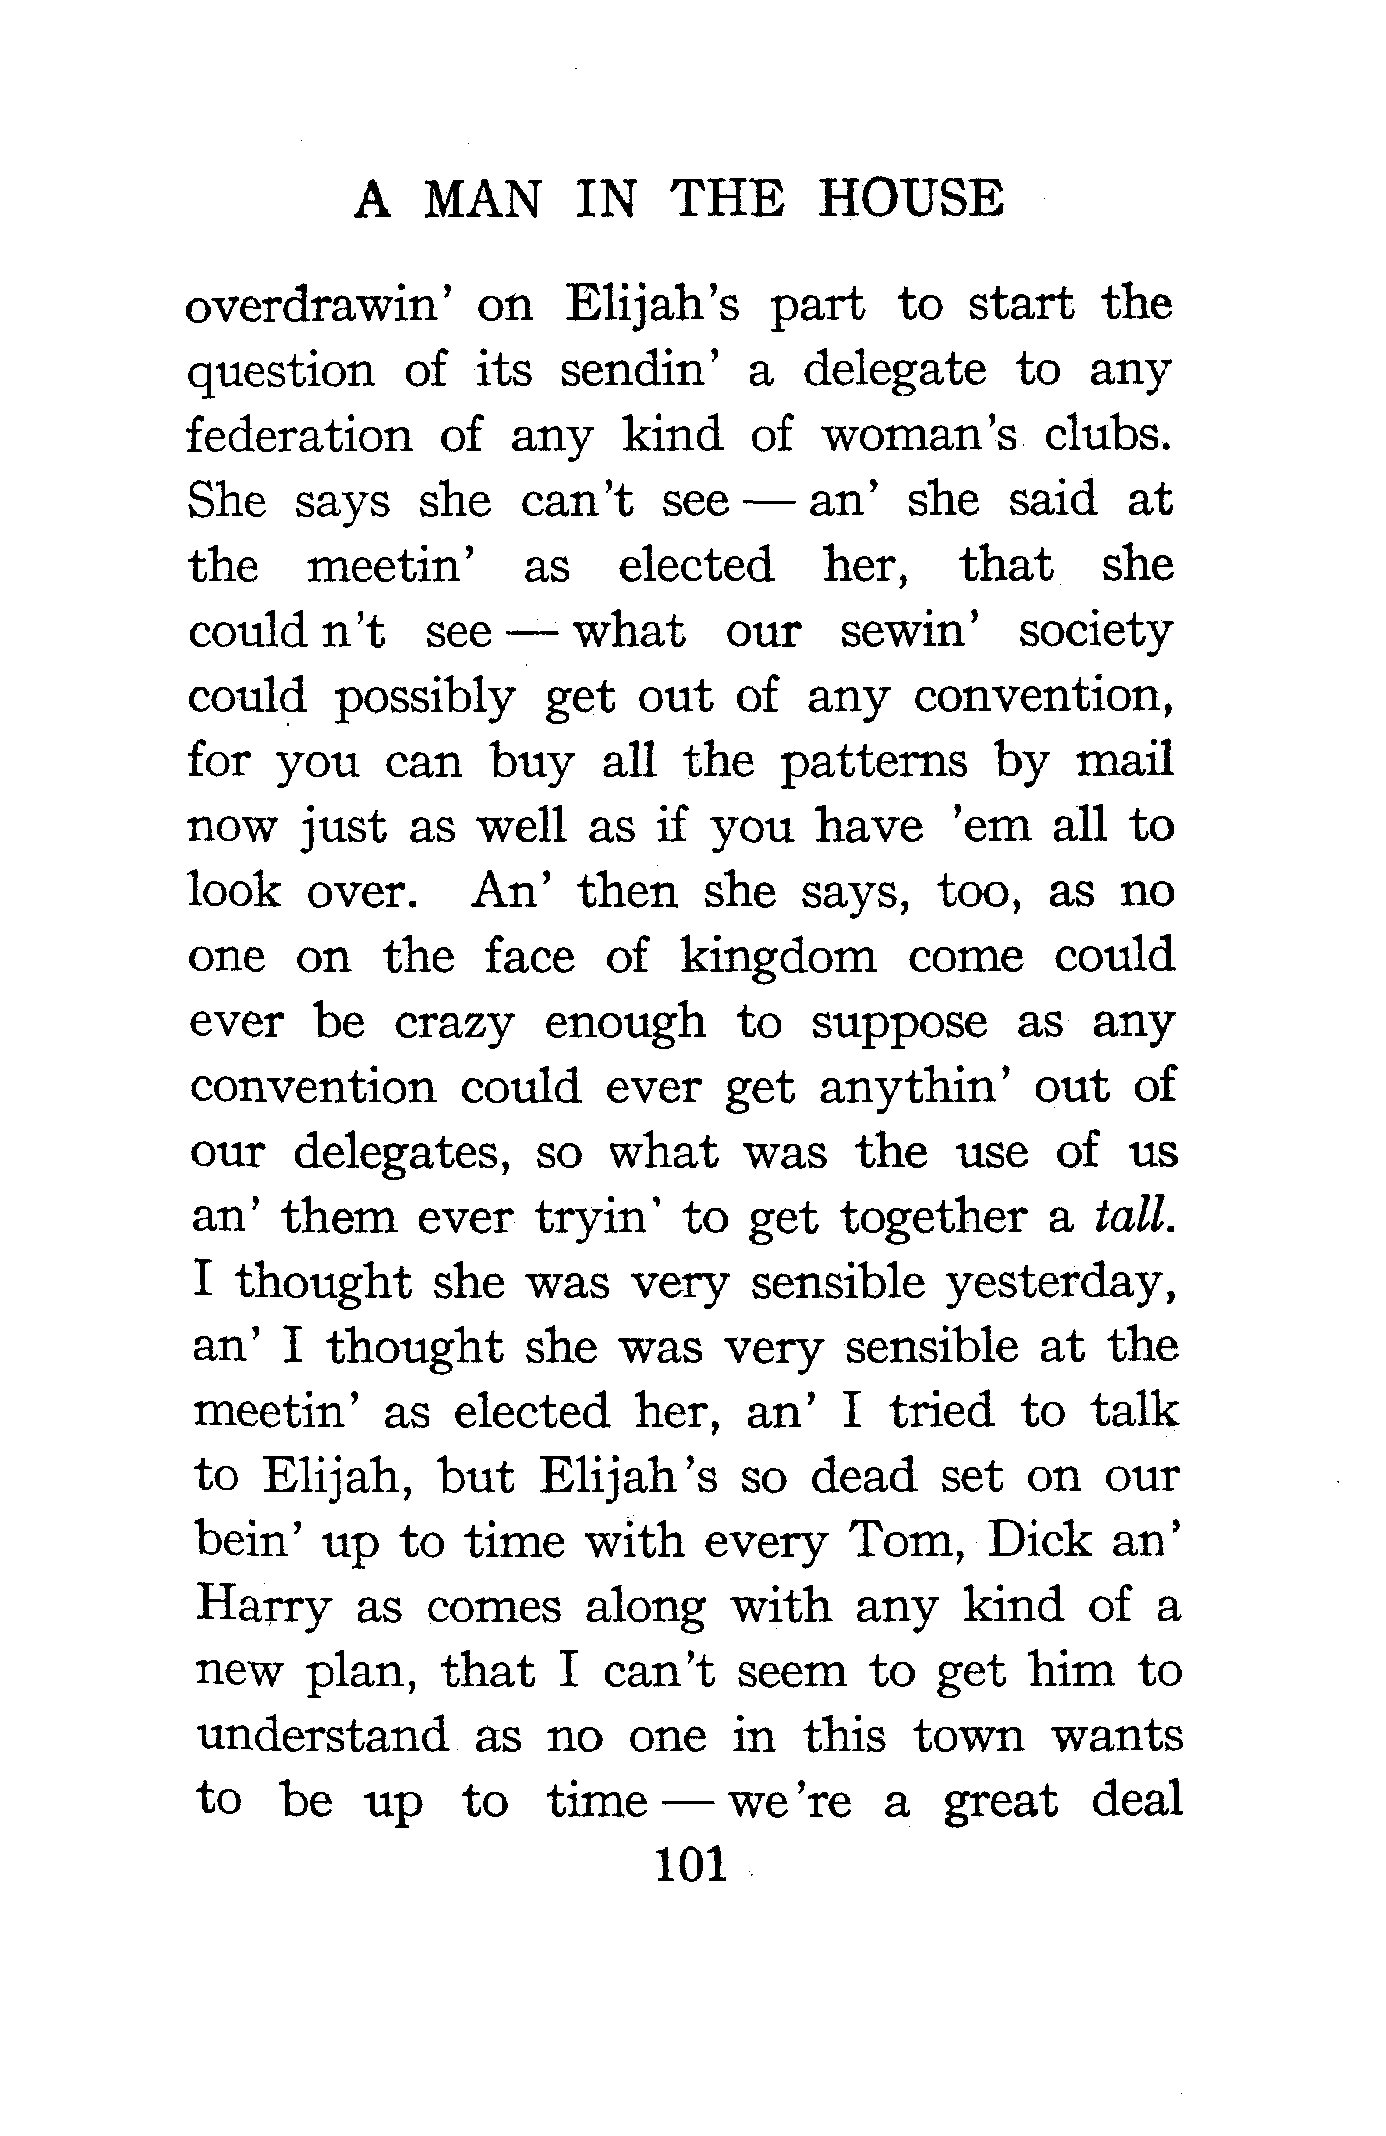 A MAN IN THE HOUSE
overdrawin' on Elijah's part to start the
question of its sendin' a delegate to any
federation of any kind of woman's clubs.
She says she can't see — an' she said at
the meetin' as elected her, that she
could n't see — what our sewin' society
could possibly get out of any convention,
for you can buy all the patterns by mail
now just as well as if you have 'em all to
look over. An' then she says, too, as no
one on the face of kingdom come could
ever be crazy enough to suppose as any
convention could ever get anythin' out of
our delegates, so what was the use of us
an' them ever tryin' to get together a tall.
I thought she was very sensible yesterday,
an' I thought she was very sensible at the
meetin' as elected her, an' I tried to talk
to Elijah, but Elijah's so dead set on our
bein' up to time with every Tom, Dick an'
Harry as comes along with any kind of a
new plan, that I can't seem to get him to
understand as no one in this town wants
to be up to time — we're a great deal
101